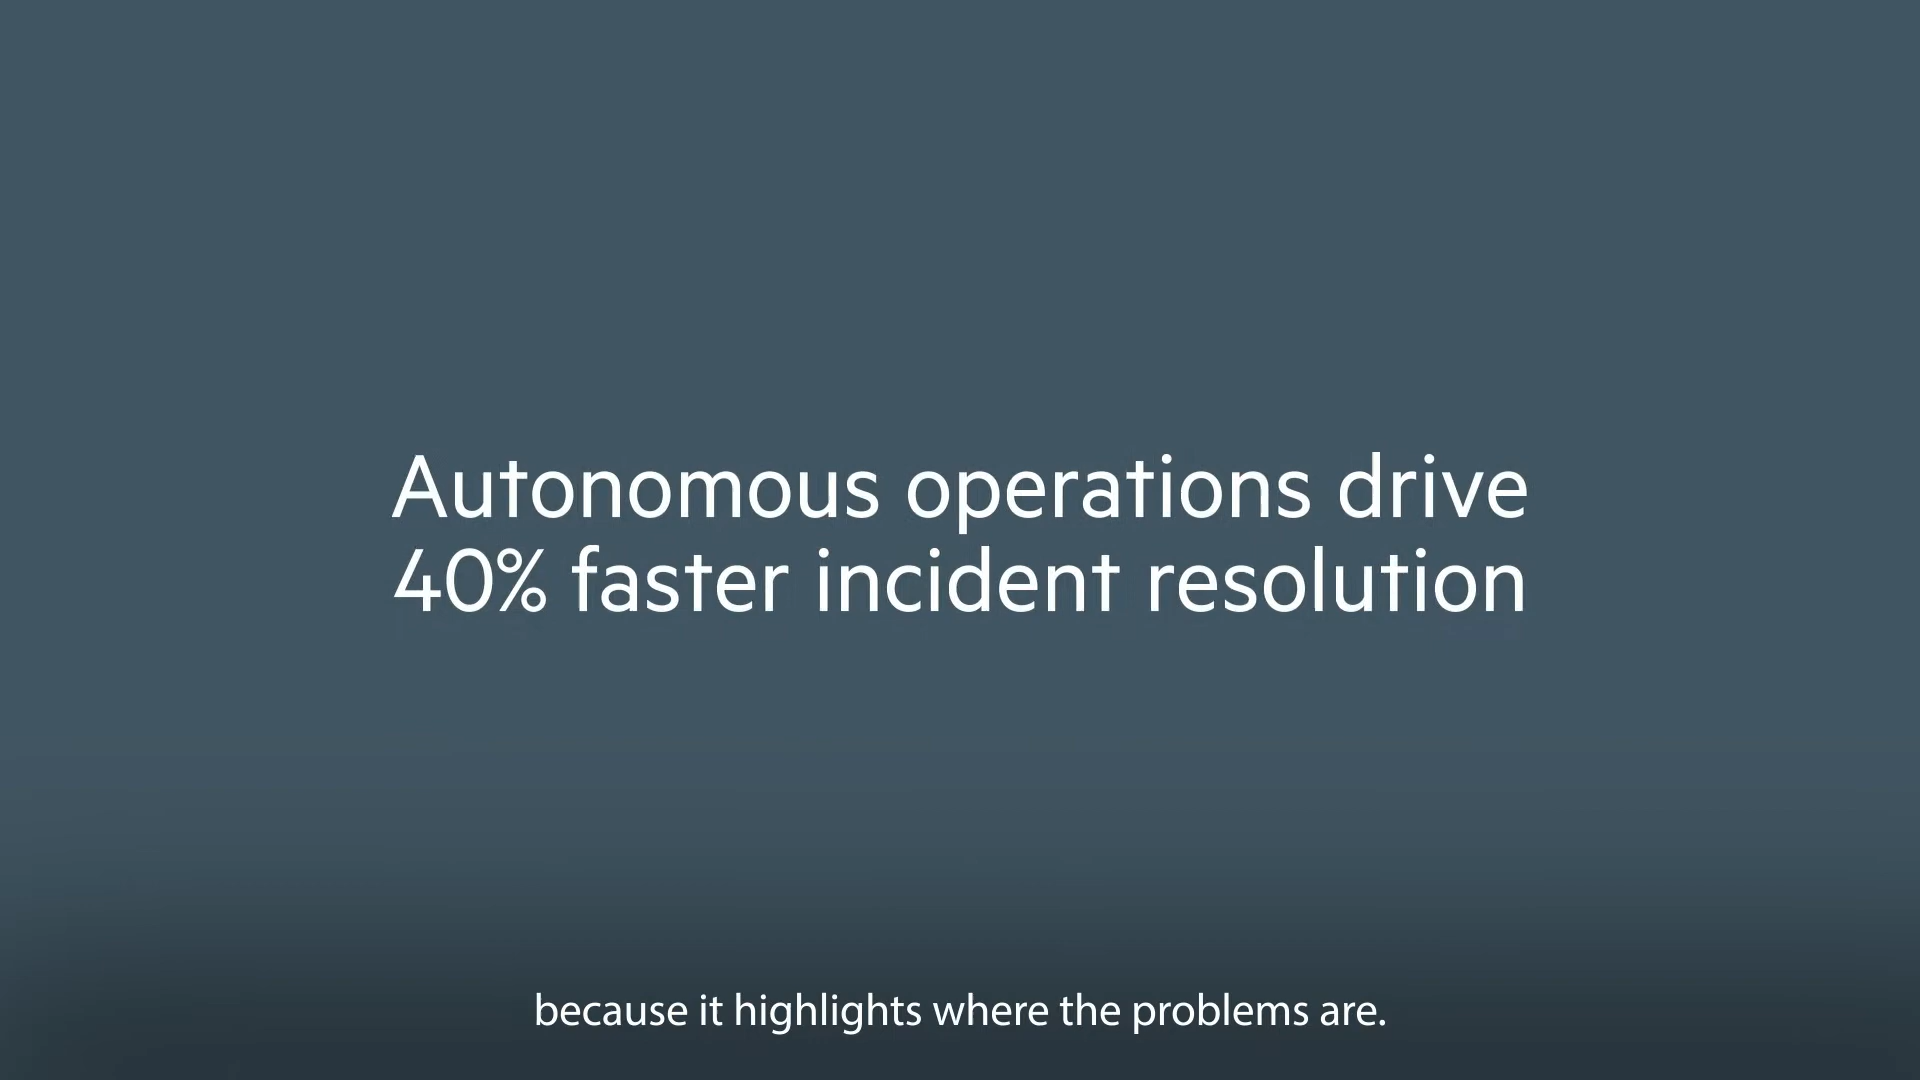 Autonomous operations drive
40% faster incident resolution
because it highlights where the problems are.